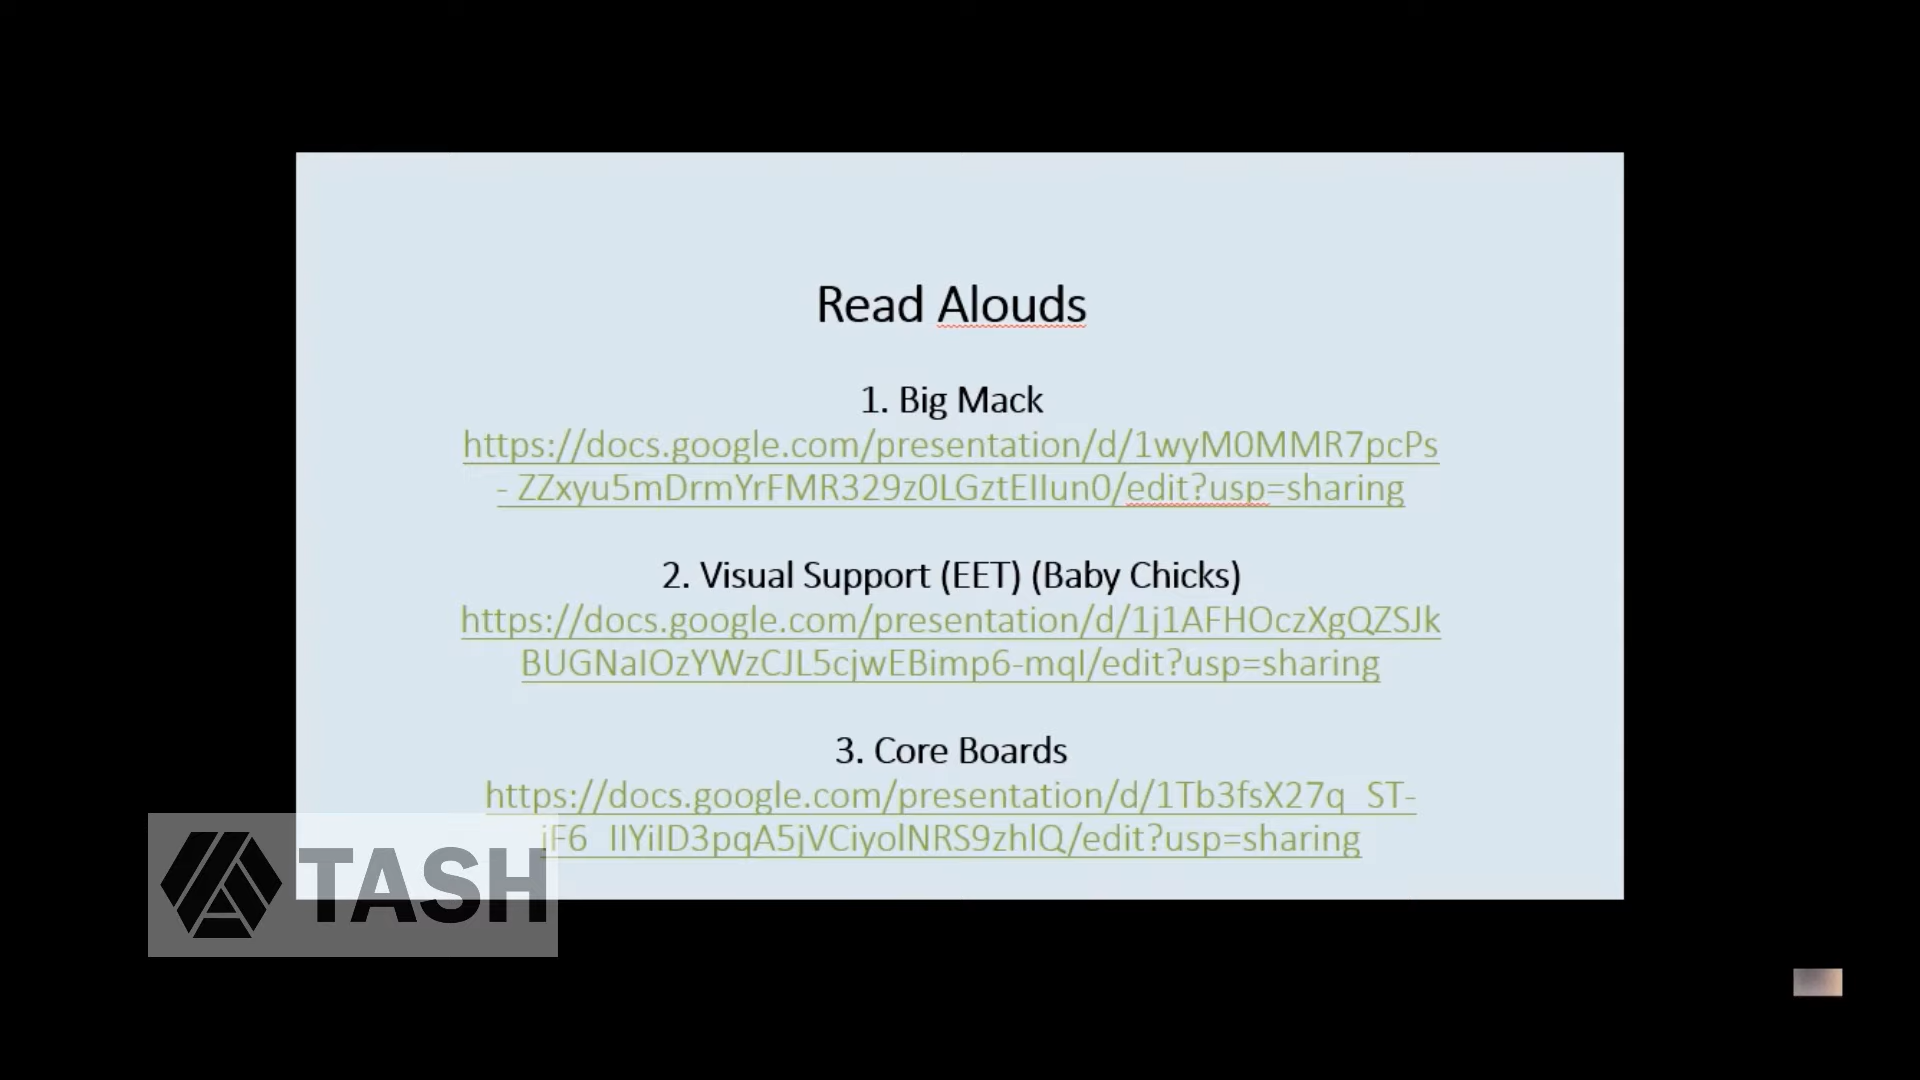 Read Alouds
1. Big Mack
https://docs.google.com/presentation/d/1wyM0MMR7pcPs
- ZZxyu5mDrmYrFMR329z0LGztEIIun0/edit?usp=sharing
2. Visual Support (EET) (Baby Chicks)
https://docs.google.com/presentation/d/1j1AFHOczXgQZSJk
BUGNaIOzYWzCJL5cjwEBimp6-mqI/edit?usp=sharing
3. Core Boards
https://docs.google.com/presentation/d/1Tb3fsX27q_ST-
iF6_IIYiID3pqA5jVCiyolNRS9zhlQ/edit?usp=sharing
TASH